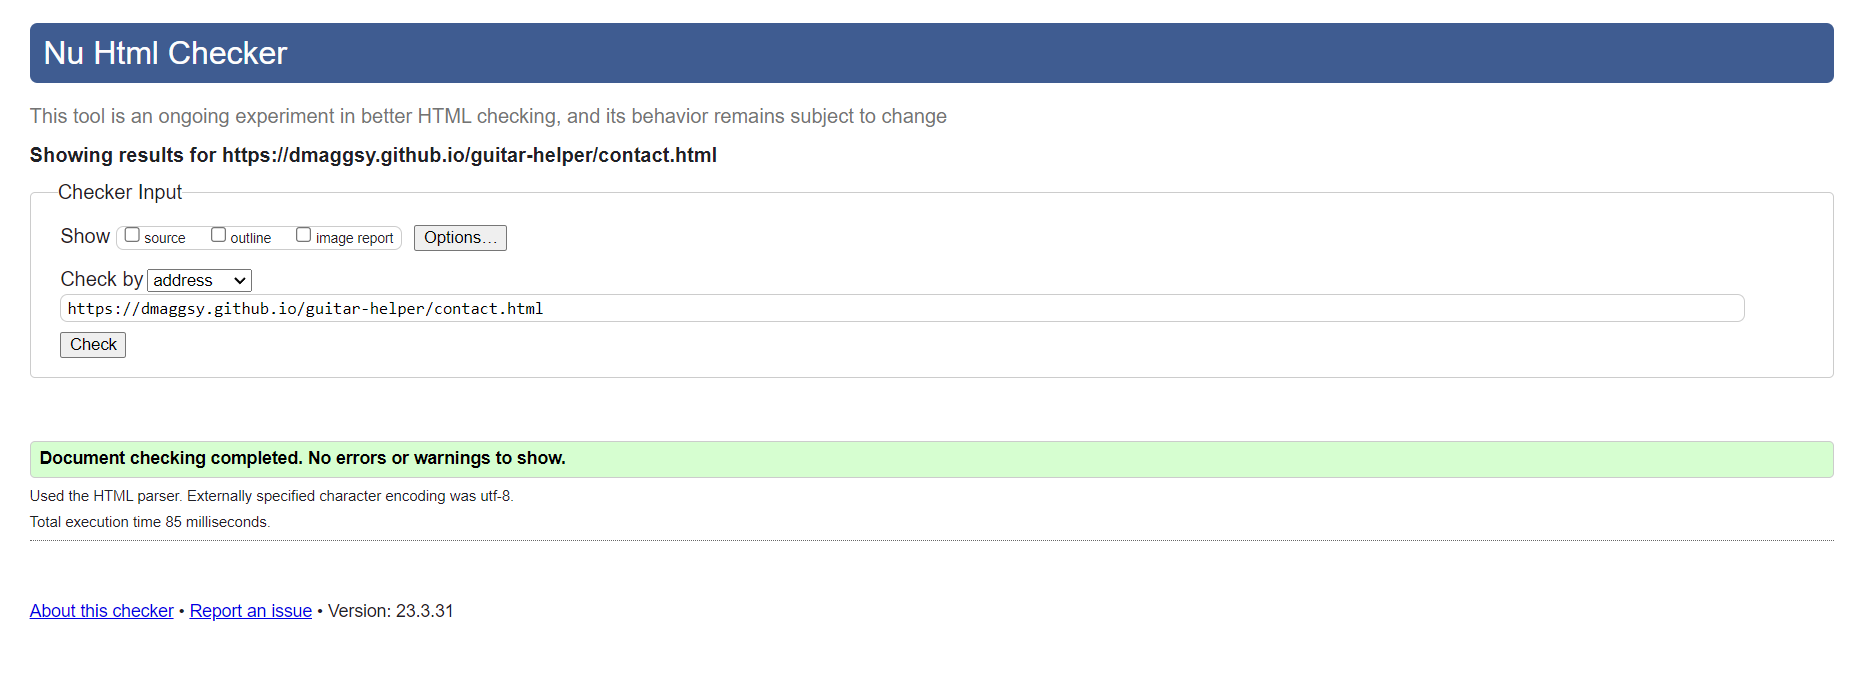 Nu Html Checker
This tool is an ongoing experiment in better HTML checking, and its behavior remains subject to change
Showing results for https://dmaggsy.github.io/guitar-helper/contact.html
Checker Input
Show source outline image report Options…
Check by address
https://dmaggsy.github.io/guitar-helper/contact.html
Check
Document checking completed. No errors or warnings to show.
Used the HTML parser. Externally specified character encoding was utf-8.
Total execution time 85 milliseconds.
About this checker • Report an issue • Version: 23.3.31